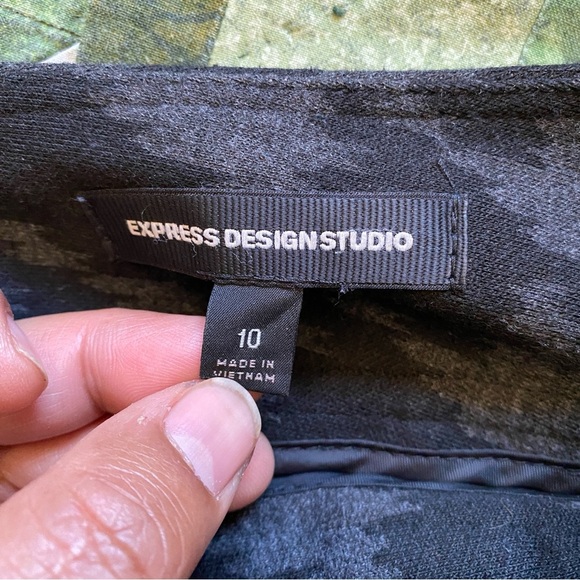 EXPRESS DESIGN STUDIO
10
MADE IN
VIETNAM